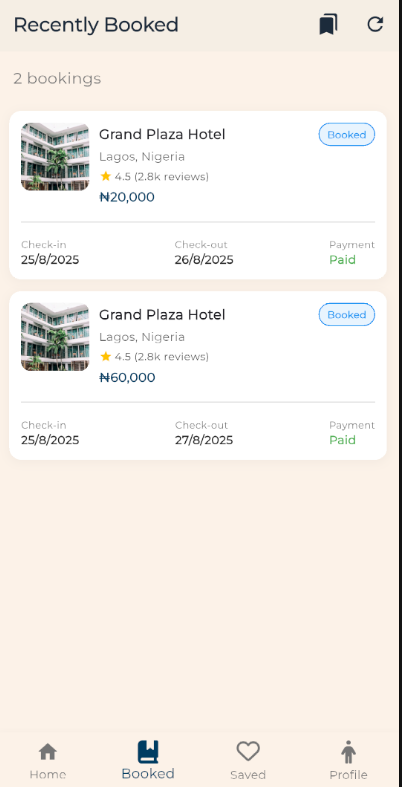 Recently Booked
2 bookings
Grand Plaza Hotel
Booked
Lagos, Nigeria
4.5 (2.8k reviews)
₦20,000
Check-in
Check-out
Payment
25/8/2025
26/8/2025
Paid
Grand Plaza Hotel
Booked
Lagos, Nigeria
4.5 (2.8k reviews)
₦60,000
Check-in
Check-out
Payment
25/8/2025
27/8/2025
Paid
Home
Booked
Saved
Profile